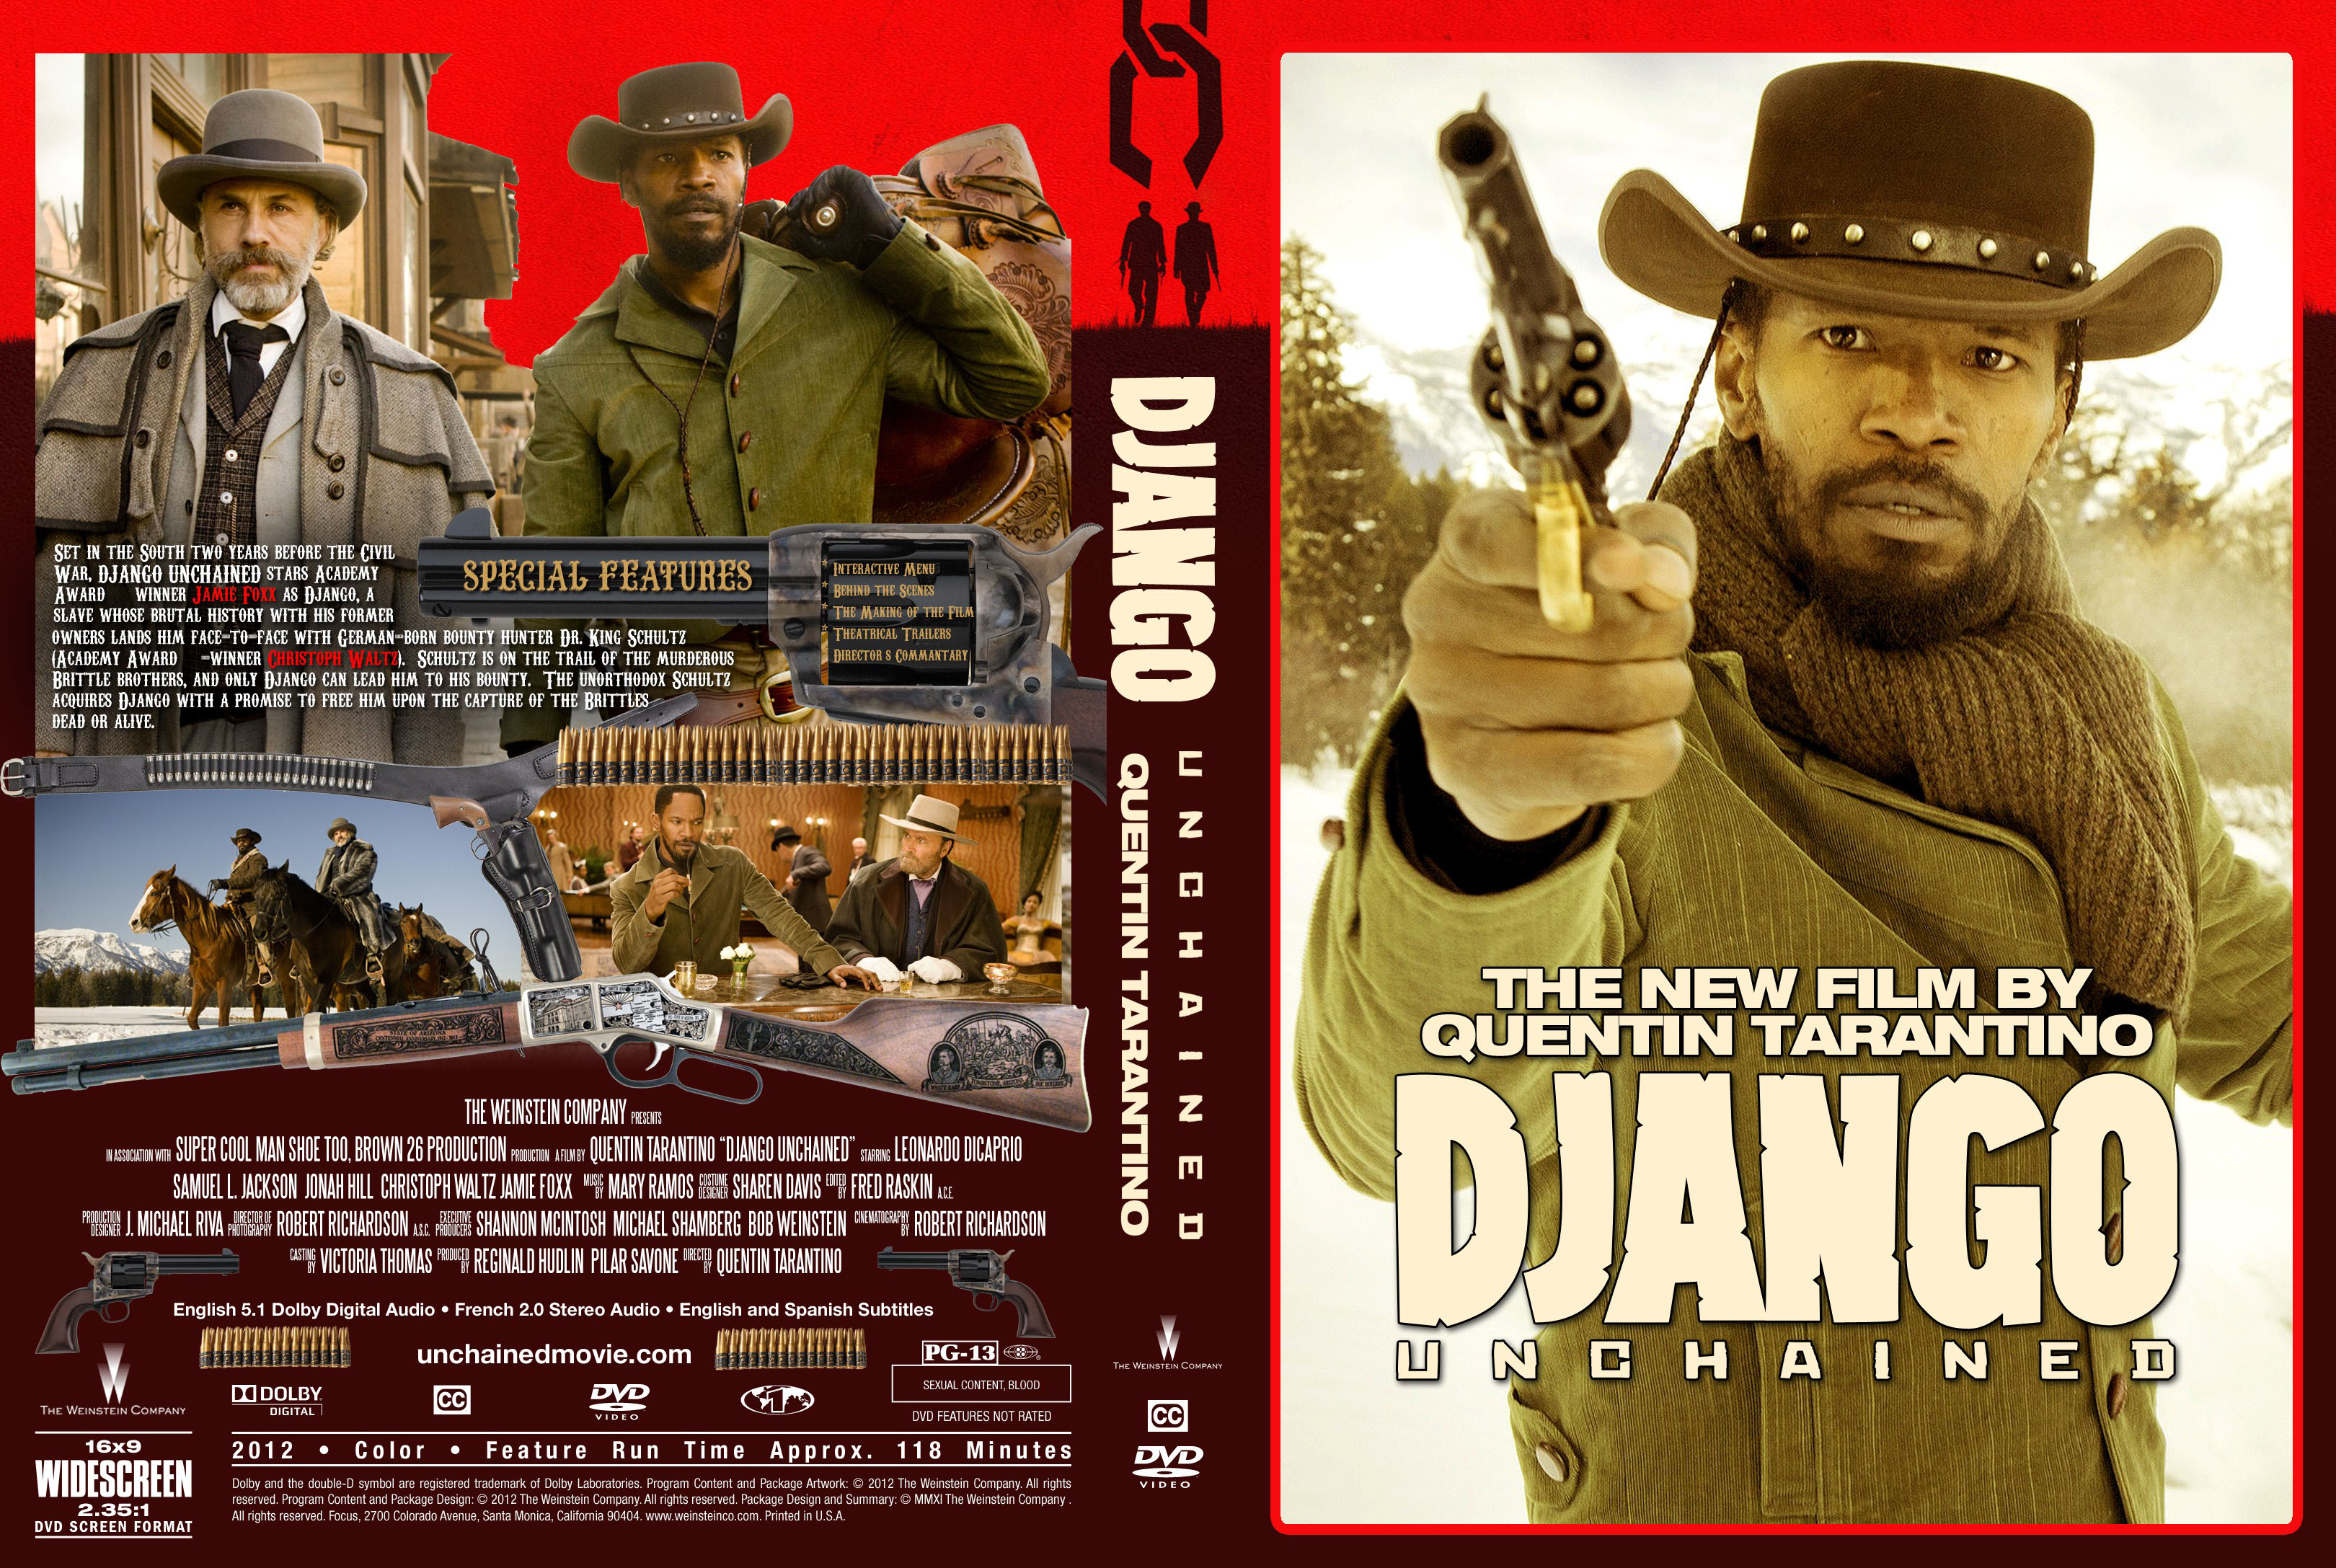 SET IN THE SOUTH TWO YEARS BEFORE THE CIVIL
WAR, DJANGO UNCHAINED STARS ACADEMY
AWARD WINNER JAMIE FOXX AS DJANGO, A
SLAVE WHOSE BRUTAL HISTORY WITH HIS FORMER
OWNERS LANDS HIM FACE-TO-FACE WITH GERMAN-BORN BOUNTY HUNTER DR. KING SCHULTZ
(ACADEMY AWARD -WINNER CHRISTOPH WALTZ). SCHULTZ IS ON THE TRAIL OF THE MURDEROUS
BRITTLE BROTHERS, AND ONLY DJANGO CAN LEAD HIM TO HIS BOUNTY. THE UNORTHODOX SCHULTZ
ACQUIRES DJANGO WITH A PROMISE TO FREE HIM UPON THE CAPTURE OF THE BRITTLES
DEAD OR ALIVE.
SPECIAL FEATURES
* INTERACTIVE MENU
* BEHIND THE SCENES
* THE MAKING OF THE FILM
* THEATRICAL TRAILERS
* DIRECTOR S COMMANTARY
STATE OF ARIZONA
THE WEINSTEIN COMPANY PRESENTS
IN ASSOCIATION WITH SUPER COOL MAN SHOE TOO, BROWN 26 PRODUCTION PRODUCTION A FILM BY QUENTIN TARANTINO “DJANGO UNCHAINED” STARRING LEONARDO DICAPRIO
SAMUEL L. JACKSON JONAH HILL CHRISTOPH WALTZ JAMIE FOXX MUSIC BY MARY RAMOS COSTUME DESIGNER SHAREN DAVIS EDITED BY FRED RASKIN A.C.E.
PRODUCTION DESIGNER J. MICHAEL RIVA DIRECTOR OF PHOTOGRAPHY ROBERT RICHARDSON A.S.C. EXECUTIVE PRODUCERS SHANNON MCINTOSH MICHAEL SHAMBERG BOB WEINSTEIN CINEMATOGRAPHY BY ROBERT RICHARDSON
CASTING BY VICTORIA THOMAS PRODUCED BY REGINALD HUDLIN PILAR SAVONE DIRECTED BY QUENTIN TARANTINO
English 5.1 Dolby Digital Audio • French 2.0 Stereo Audio • English and Spanish Subtitles
unchainedmovie.com
PG-13
SEXUAL CONTENT, BLOOD
DVD FEATURES NOT RATED
THE WEINSTEIN COMPANY
DOLBY
DIGITAL
CC
DVD
VIDEO
1
16x9
WIDESCREEN
2.35:1
DVD SCREEN FORMAT
2012 • Color • Feature Run Time Approx. 118 Minutes
Dolby and the double-D symbol are registered trademark of Dolby Laboratories. Program Content and Package Artwork: © 2012 The Weinstein Company. All rights
reserved. Program Content and Package Design: © 2012 The Weinstein Company. All rights reserved. Package Design and Summary: © MMXI The Weinstein Company .
All rights reserved. Focus, 2700 Colorado Avenue, Santa Monica, California 90404. www.weinsteinco.com. Printed in U.S.A.
DJANGO
UNCHAINED
QUENTIN TARANTINO
THE WEINSTEIN COMPANY
CC
DVD
VIDEO
THE NEW FILM BY
QUENTIN TARANTINO
DJANGO
UNCHAINED